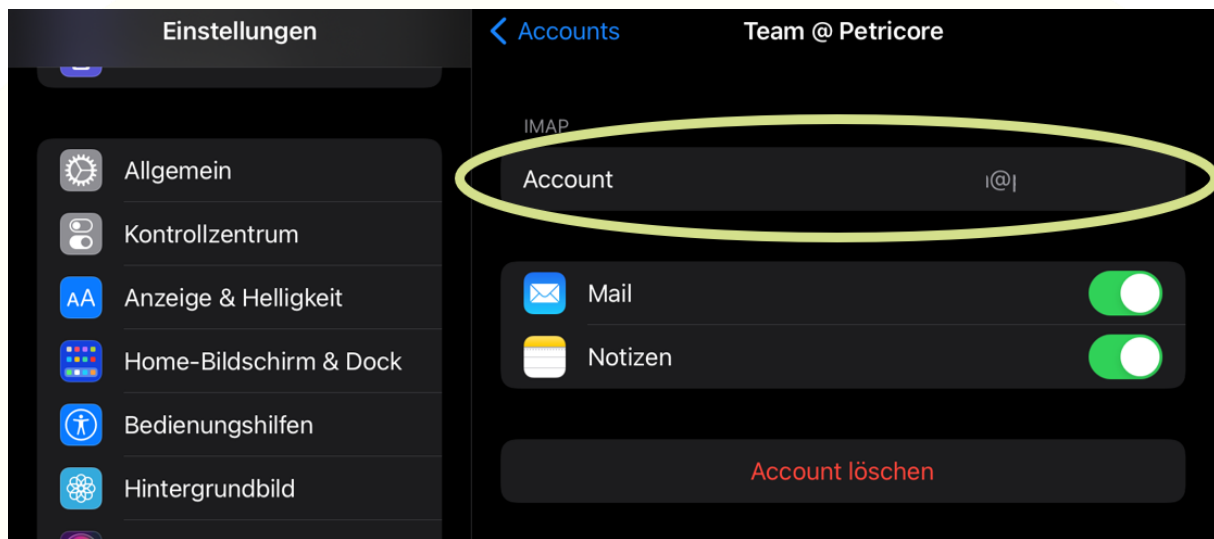 Einstellungen
Allgemein
Kontrollzentrum
AA Anzeige & Helligkeit
Home-Bildschirm & Dock
Bedienungshilfen
Hintergrundbild
Accounts
Team @ Petricore
IMAP
Account
@
Mail
Notizen
Account löschen